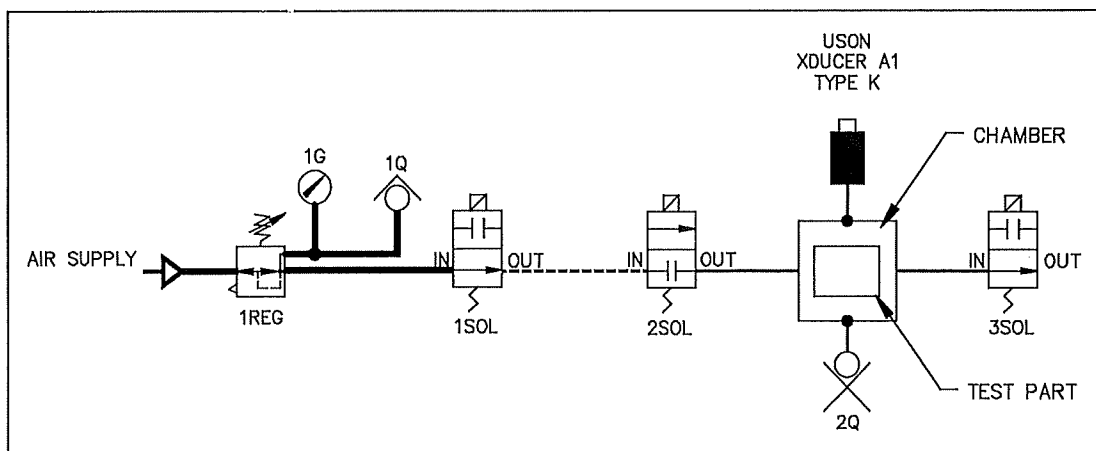 USON
XDUCER A1
TYPE K
CHAMBER
1G
1Q
AIR SUPPLY
IN
OUT
IN
OUT
IN
OUT
1REG
1SOL
2SOL
3SOL
TEST PART
2Q